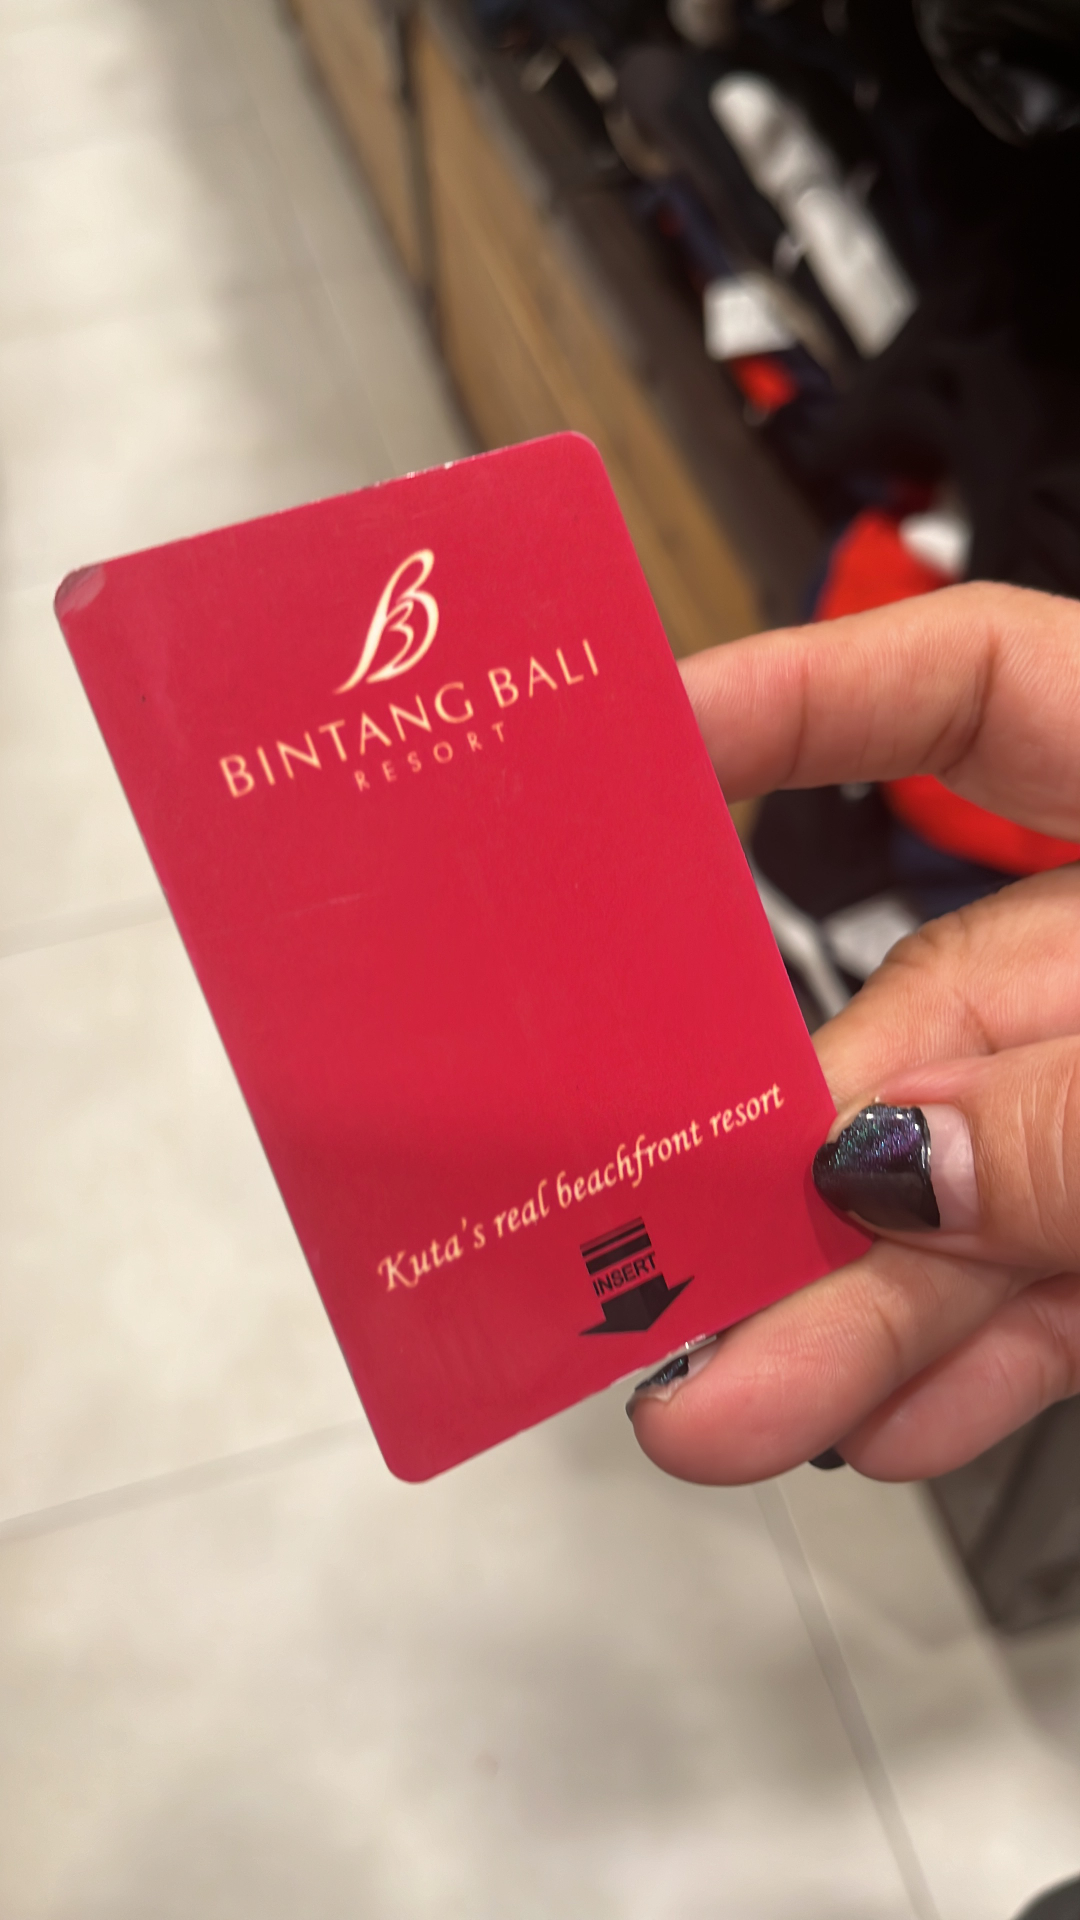 BINTANG BALI
RESORT
Kuta's real beachfront resort
INSERT